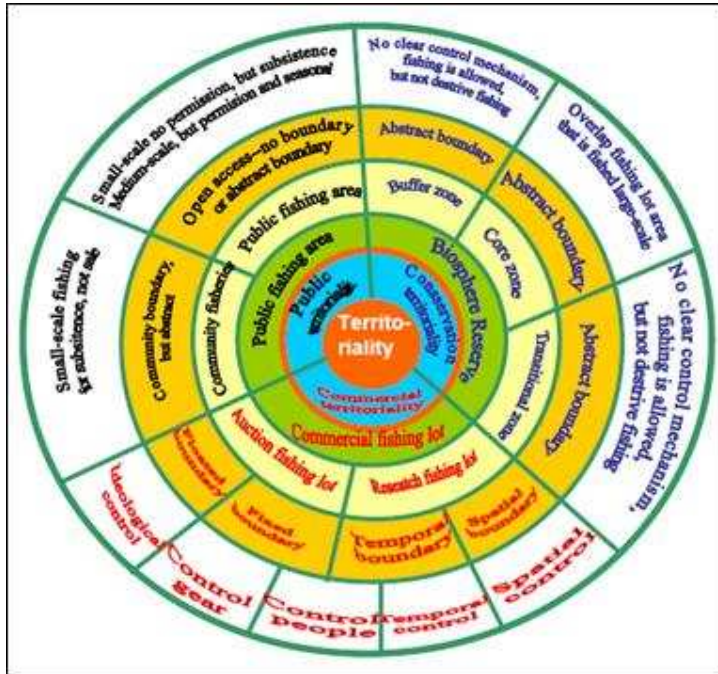 Small-scale no permission, but subsistence
Medium-scale, but permision and seasonal
No clear control mechanism,
fishing is allowed,
but not destrive fishing
Overlap fishing lot area
that is fished large-scale
No clear control mechanism,
fishing is allowed,
but not destrive fishing
Small-scale fishing
for subsitence, not
Open access--no boundary
or abstract boundary
Abstract boundary
Abstract boundary
Abstract boundary
Community boundary,
but abstract
Public fishing area
Buffer zone
Core zone
Transitional zone
Community fisheries
Public fishing area
Biosphere Reserve
Public
territoriality
Conservation
territoriality
Territo-
riality
Commercial
territoriality
Commercial fishing lot
Auction fishing lot
Research fishing lot
boundary
Fixed
boundary
Temporal
boundary
Spatial
boundary
Ideological
control
Control
gear
Control
people
Temporal
control
Spatial
control